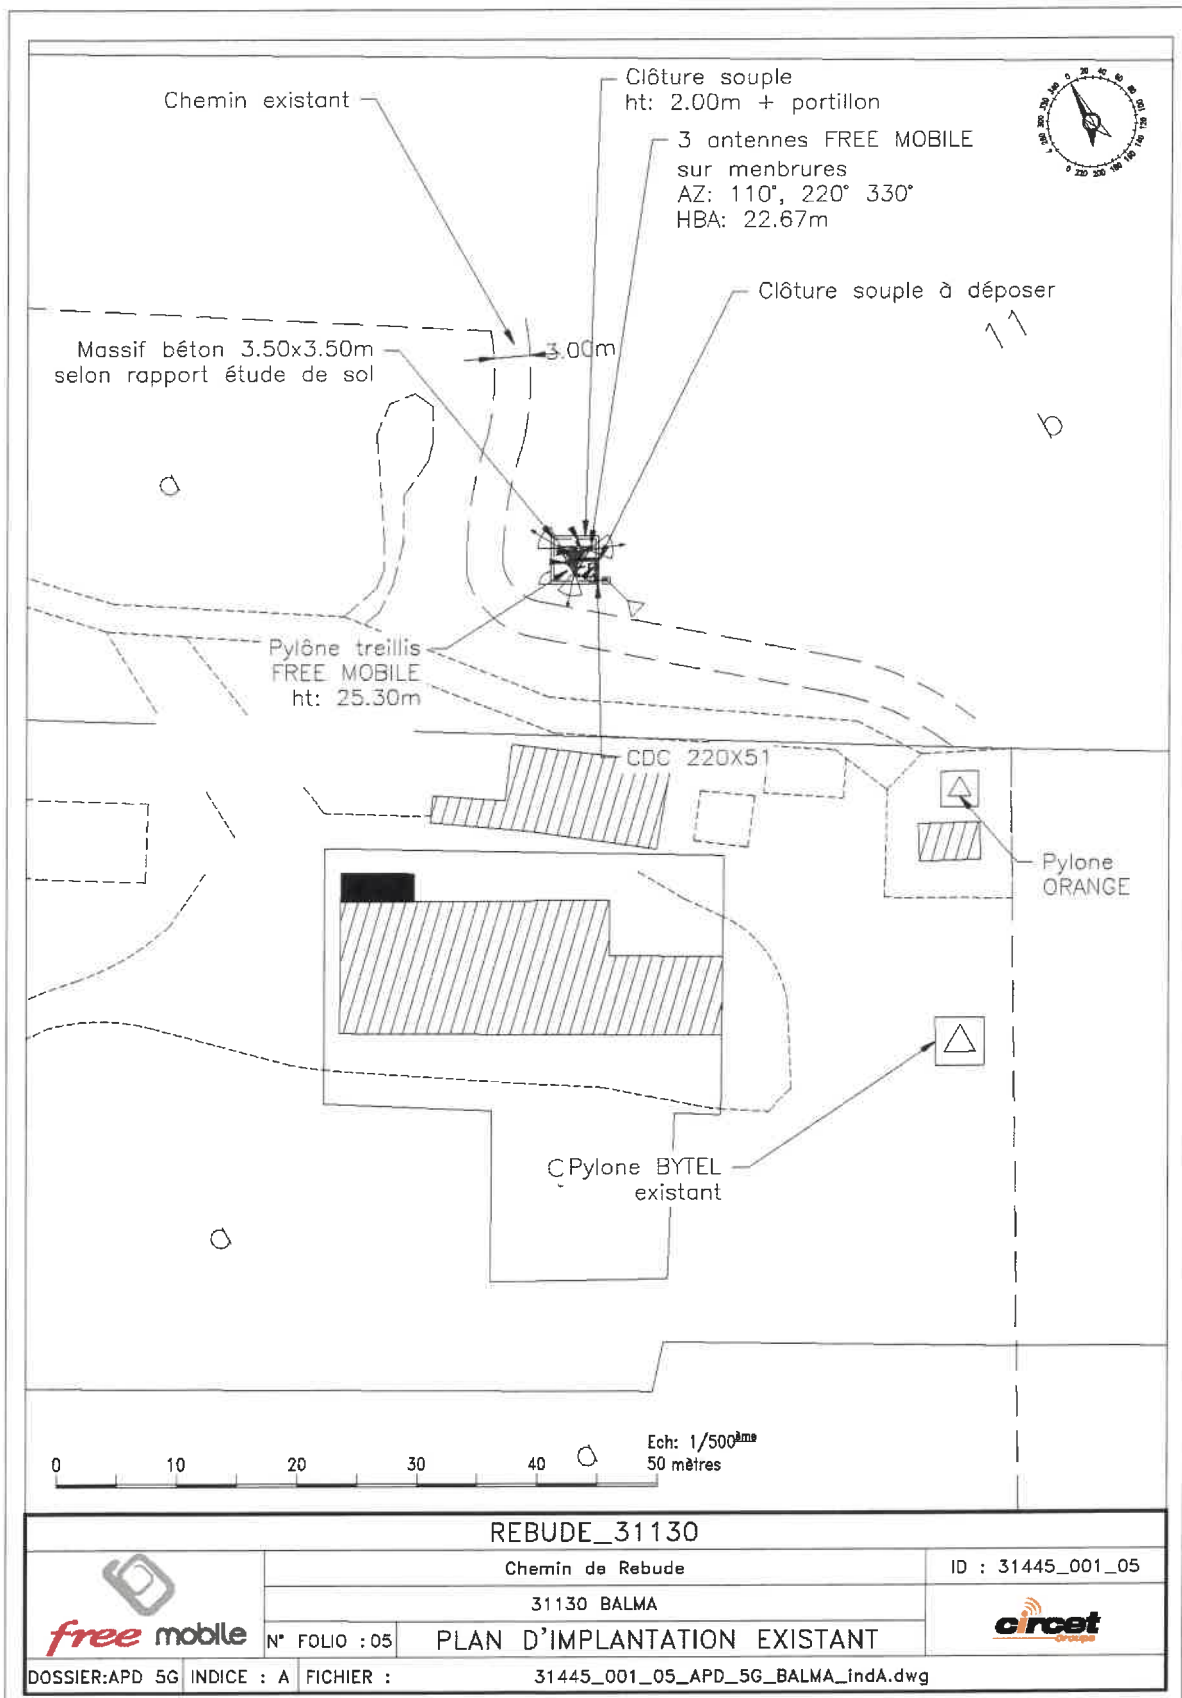 Chemin existant
Clôture souple
ht: 2.00m + portillon
3 antennes FREE MOBILE
sur menbrures
AZ: 110°, 220° 330°
HBA: 22.67m
Clôture souple à déposer
11
b
Massif béton 3.50x3.50m
selon rapport étude de sol
3.00m
a
Pylône treillis
FREE MOBILE
ht: 25.30m
CDC 220X51
Pylone
ORANGE
Pylone BYTEL
existant
a
a
Ech: 1/500ème
0 10 20 30 40 50 mètres
REBUDE_31130
Chemin de Rebude
ID : 31445_001_05
31130 BALMA
free mobile
circet
Groupe
N° FOLIO :05
PLAN D'IMPLANTATION EXISTANT
DOSSIER:APD 5G
INDICE : A
FICHIER :
31445_001_05_APD_5G_BALMA_indA.dwg